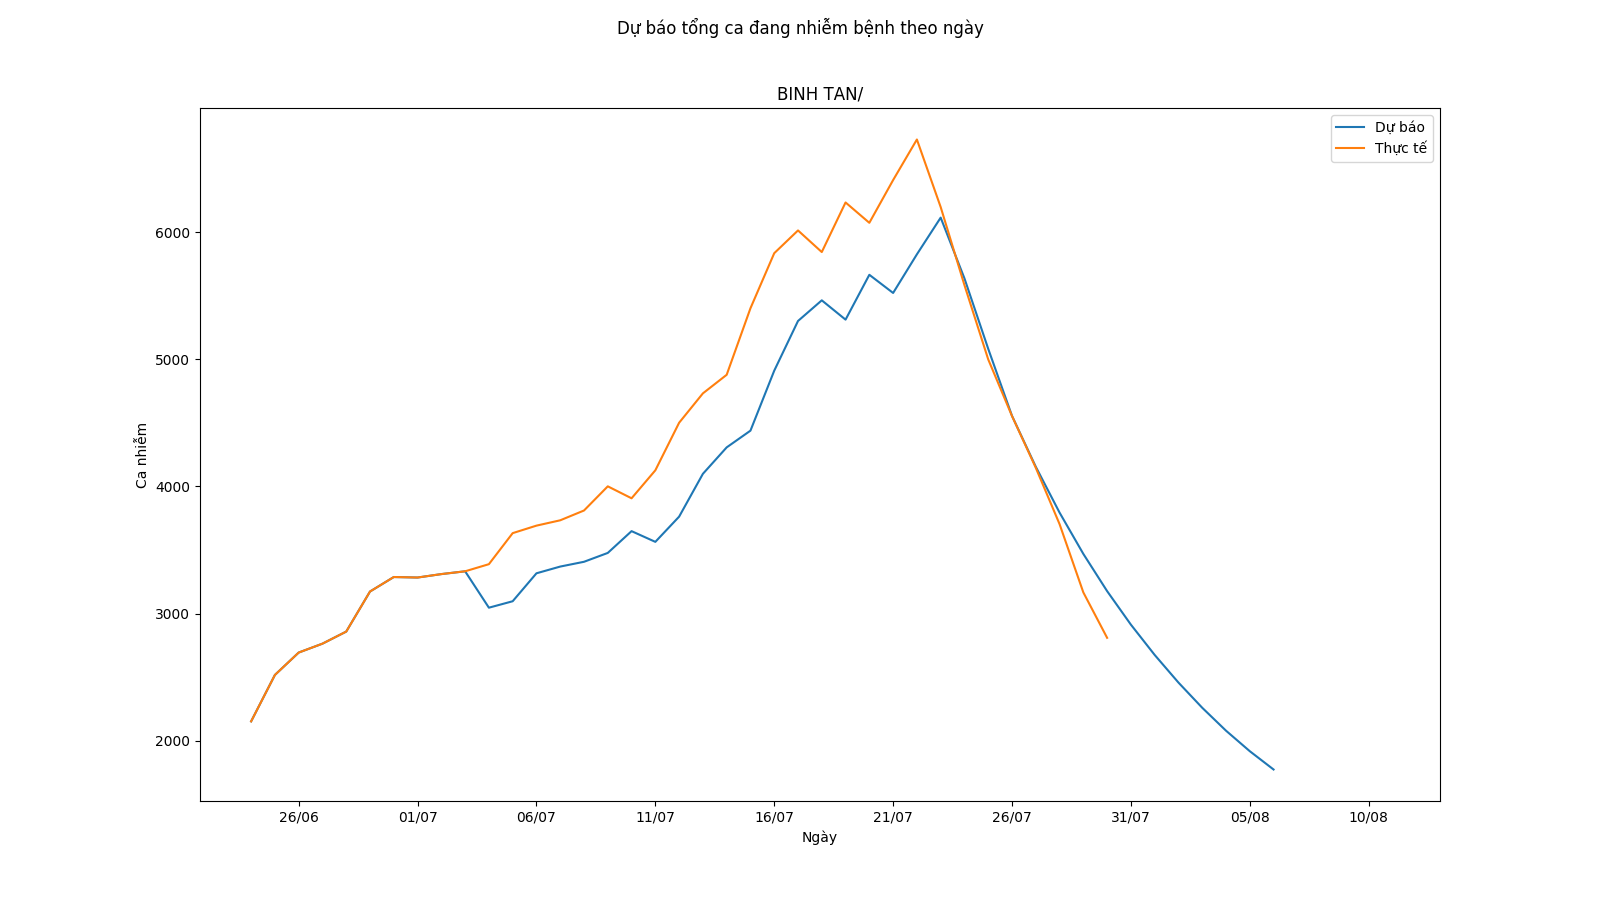 Dự báo tổng ca đang nhiễm bệnh theo ngày
BINH TAN/
Dự báo
Thực tế
6000
5000
4000
3000
2000
Ca nhiễm
26/06 01/07 06/07 11/07 16/07 21/07 26/07 31/07 05/08 10/08
Ngày